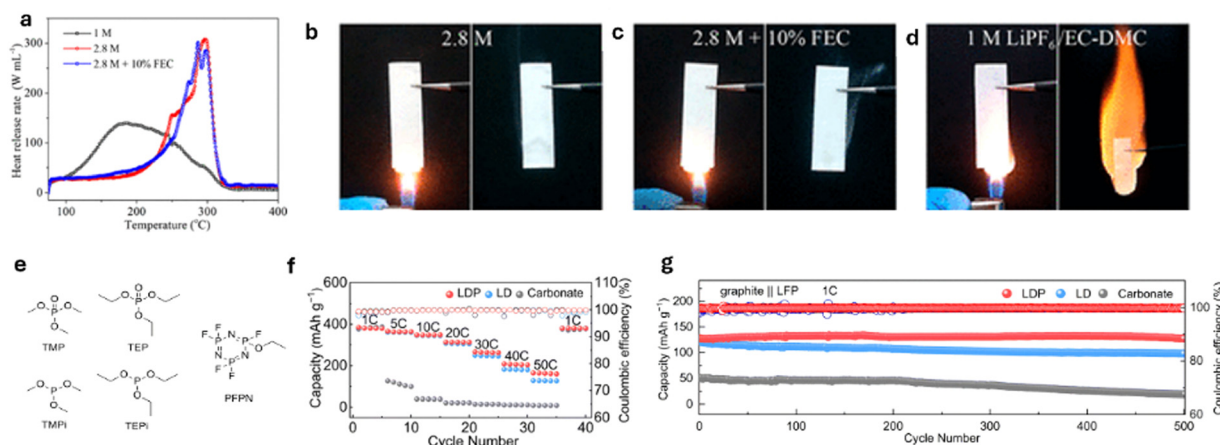 a
1 M
2.8 M
2.8 M + 10% FEC
Heat release rate (W mL⁻¹)
300
200
100
0
100 200 300 400
Temperature (°C)
b
2.8 M
c
2.8 M + 10% FEC
d
1 M LiPF₆/EC-DMC
e
O
O P O
O
TMP
O
O P O
O
TEP
O P O
O
TMPi
O P O
O
TEPi
F F
N
P P
F O
N N
P
F F
PFPN
f
LDP LD Carbonate
Capacity (mAh g⁻¹)
600
400
200
0
1C 5C 10C 20C 30C 40C 50C 1C
110
100
90
80
70
60
Coulombic efficiency (%)
0 10 20 30 40
Cycle Number
g
graphite || LFP 1C
LDP LD Carbonate
Capacity (mAh g⁻¹)
200
150
100
50
0
100
80
60
Coulombic efficiency (%)
0 100 200 300 400 500
Cycle Number